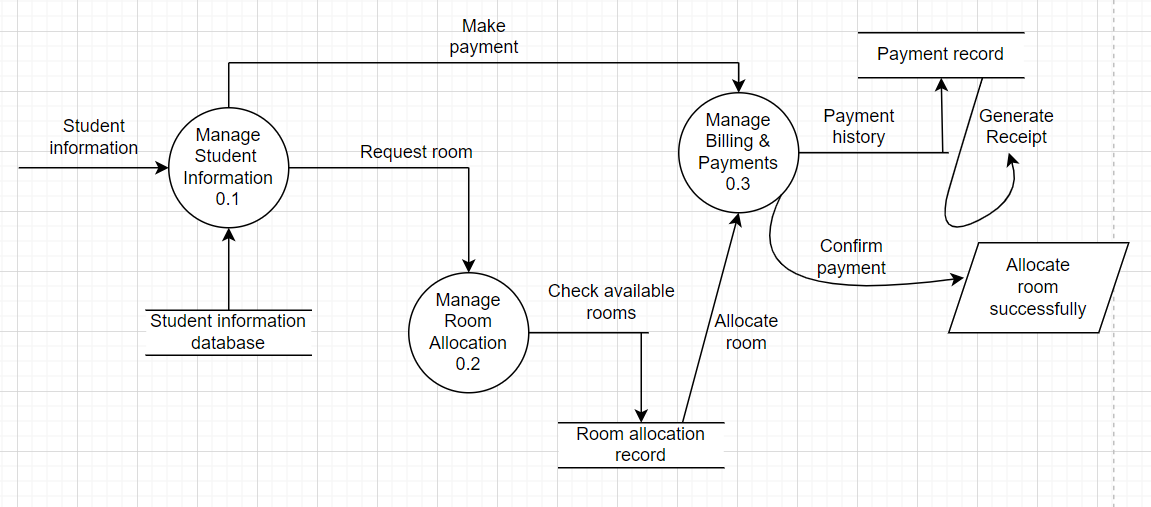 Make
payment
Payment record
Student
information
Manage
Student
Information
0.1
Request room
Manage
Billing &
Payments
0.3
Payment
history
Generate
Receipt
Confirm
payment
Allocate
room
successfully
Student information
database
Manage
Room
Allocation
0.2
Check available
rooms
Allocate
room
Room allocation
record